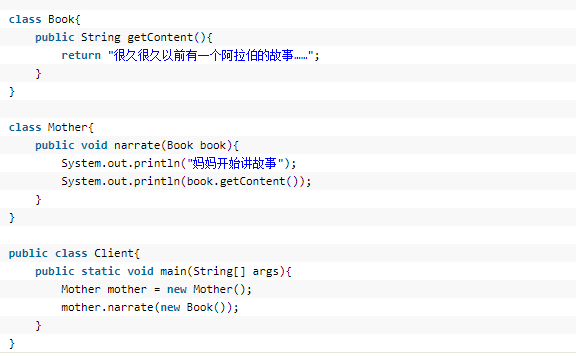 class Book{
    public String getContent(){
        return "很久很久以前有一个阿拉伯的故事……";
    }
}

class Mother{
    public void narrate(Book book){
        System.out.println("妈妈开始讲故事");
        System.out.println(book.getContent());
    }
}

public class Client{
    public static void main(String[] args){
        Mother mother = new Mother();
        mother.narrate(new Book());
    }
}